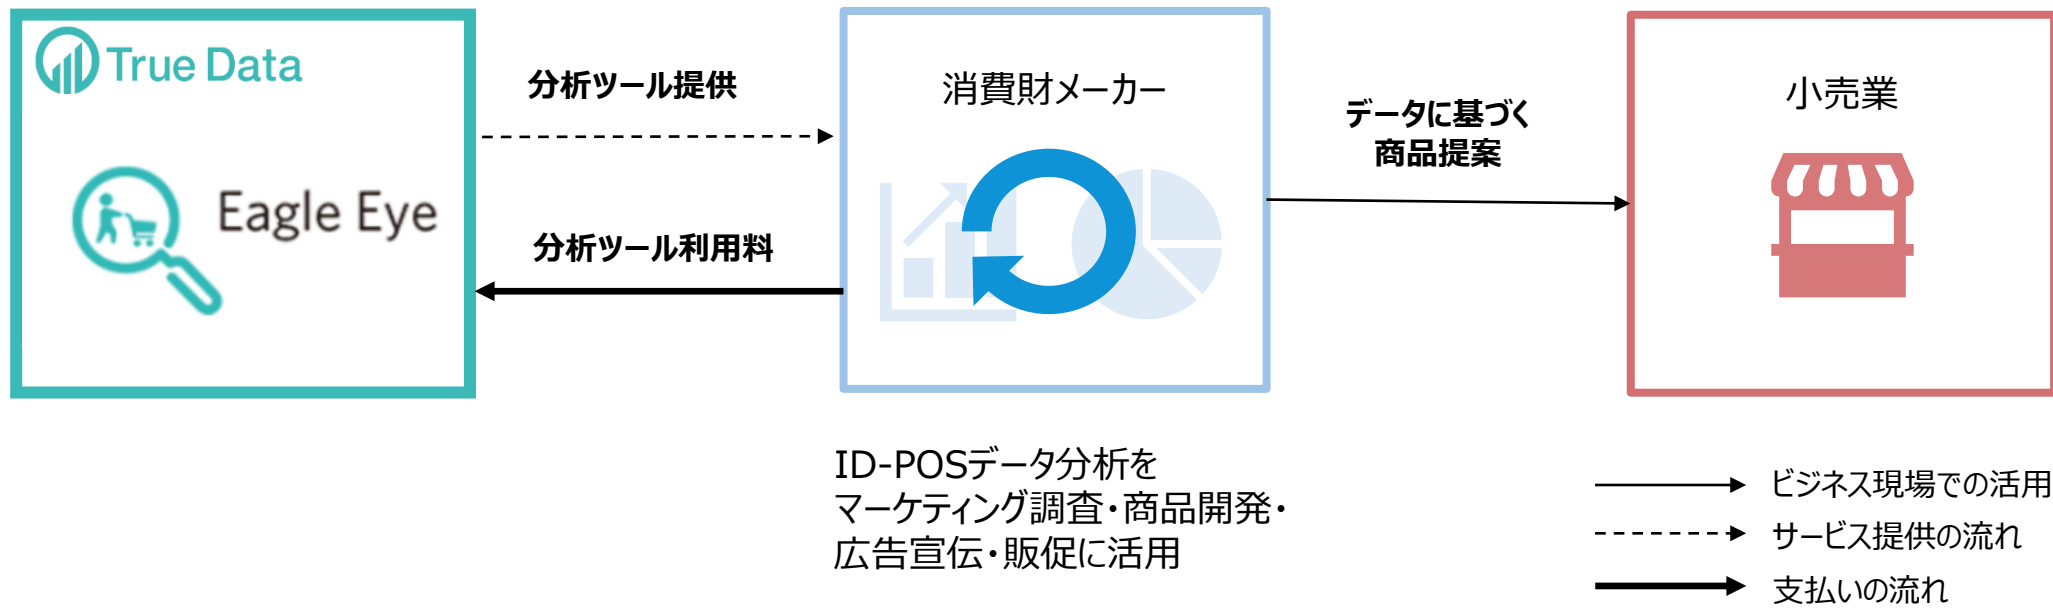 True Data
Eagle Eye
分析ツール提供
分析ツール利用料
消費財メーカー
データに基づく
商品提案
小売業
ID-POSデータ分析を
マーケティング調査・商品開発・
広告宣伝・販促に活用
ビジネス現場での活用
サービス提供の流れ
支払いの流れ